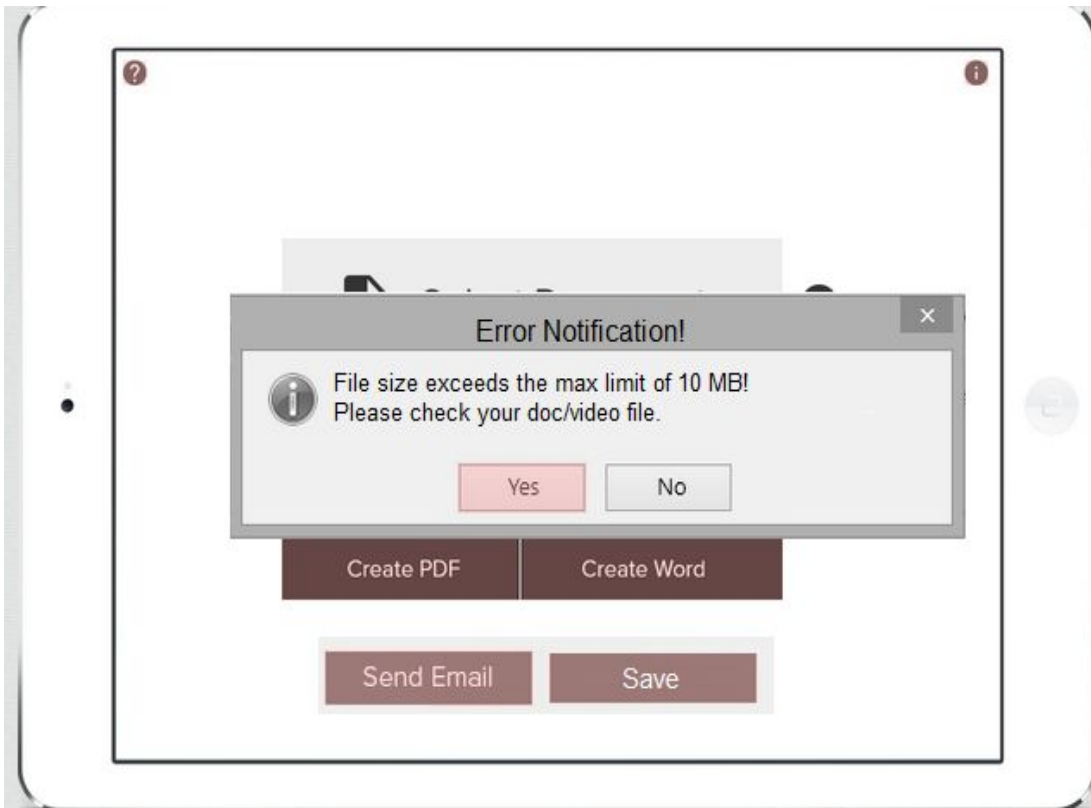 Error Notification!
File size exceeds the max limit of 10 MB!
Please check your doc/video file.
Yes
No
Create PDF
Create Word
Send Email
Save